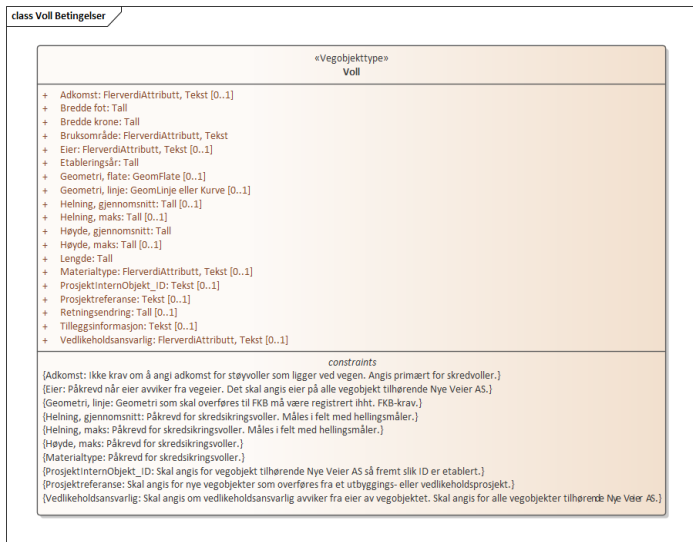 class Voll Betingelser
«Vegobjekttype»
Voll
+ Adkomst: FlerverdiAttributt, Tekst [0..1]
+ Bredde fot: Tall
+ Bredde krone: Tall
+ Bruksområde: FlerverdiAttributt, Tekst
+ Eier: FlerverdiAttributt, Tekst [0..1]
+ Etableringsår: Tall
+ Geometri, flate: GeomFlate [0..1]
+ Geometri, linje: GeomLinje eller Kurve [0..1]
+ Helning, gjennomsnitt: Tall [0..1]
+ Helning, maks: Tall [0..1]
+ Høyde, gjennomsnitt: Tall
+ Høyde, maks: Tall [0..1]
+ Lengde: Tall
+ Materialtype: FlerverdiAttributt, Tekst [0..1]
+ ProsjektInternObjekt_ID: Tekst [0..1]
+ Prosjektreferanse: Tekst [0..1]
+ Retningsendring: Tall [0..1]
+ Tilleggsinformasjon: Tekst [0..1]
+ Vedlikeholdsansvarlig: FlerverdiAttributt, Tekst [0..1]
constraints
{Adkomst: Ikke krav om å angi adkomst for støyvoller som ligger ved vegen. Angis primært for skredvoller.}
{Eier: Påkrevd når eier avviker fra vegeier. Det skal angis eier på alle vegobjekt tilhørende Nye Veier AS.}
{Geometri, linje: Geometri som skal overføres til FKB må være registrert ihht. FKB-krav.}
{Helning, gjennomsnitt: Påkrevd for skredsikringsvoller. Måles i felt med hellingsmåler.}
{Helning, maks: Påkrevd for skredsikringsvoller. Måles i felt med hellingsmåler.}
{Høyde, maks: Påkrevd for skredsikringsvoller.}
{Materialtype: Påkrevd for skredsikringsvoller.}
{ProsjektInternObjekt_ID: Skal angis for vegobjekt tilhørende Nye Veier AS så fremt slik ID er etablert.}
{Prosjektreferanse: Skal angis for nye vegobjekter som overføres fra et utbyggings- eller vedlikeholdsprosjekt.}
{Vedlikeholdsansvarlig: Skal angis om vedlikeholdsansvarlig avviker fra eier av vegobjektet. Skal angis for alle vegobjekter tilhørende Nye Veier AS.}